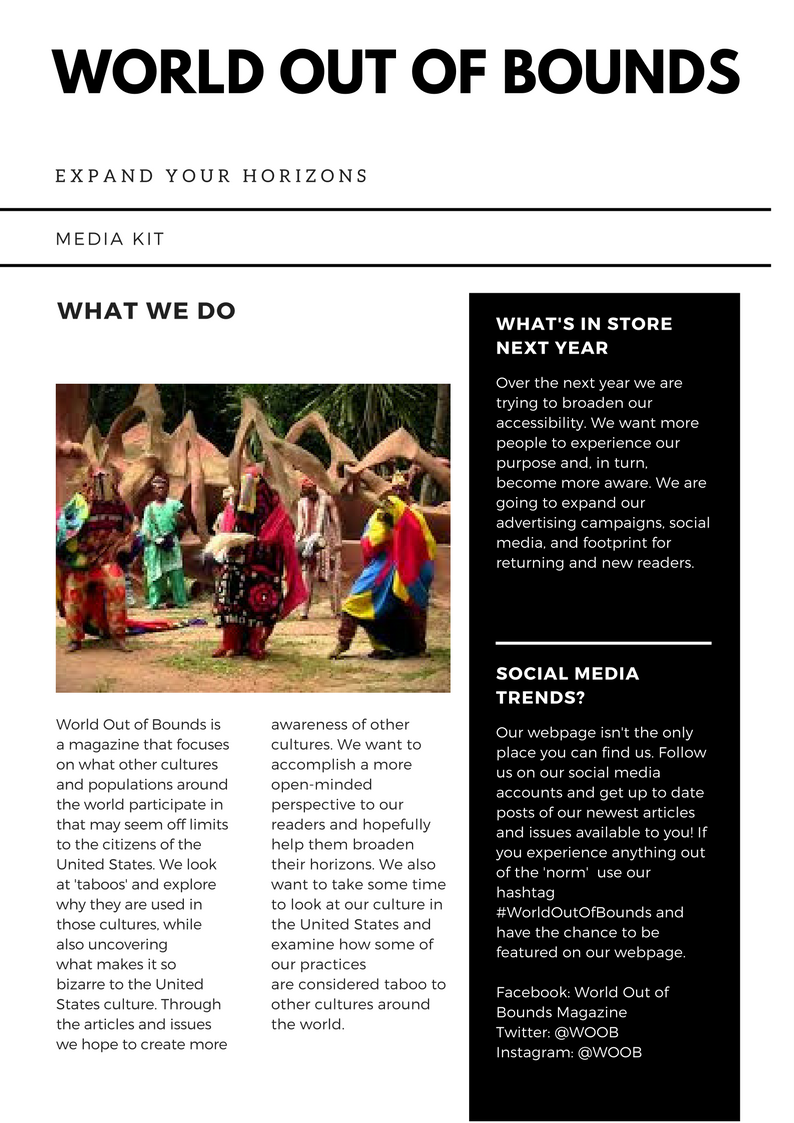 WORLD OUT OF BOUNDS
EXPAND YOUR HORIZONS
MEDIA KIT
WHAT WE DO
World Out of Bounds is
a magazine that focuses
on what other cultures
and populations around
the world participate in
that may seem off limits
to the citizens of the
United States. We look
at 'taboos' and explore
why they are used in
those cultures, while
also uncovering
what makes it so
bizarre to the United
States culture. Through
the articles and issues
we hope to create more
awareness of other
cultures. We want to
accomplish a more
open-minded
perspective to our
readers and hopefully
help them broaden
their horizons. We also
want to take some time
to look at our culture in
the United States and
examine how some of
our practices
are considered taboo to
other cultures around
the world.
WHAT'S IN STORE
NEXT YEAR
Over the next year we are
trying to broaden our
accessibility. We want more
people to experience our
purpose and, in turn,
become more aware. We are
going to expand our
advertising campaigns, social
media, and footprint for
returning and new readers.
SOCIAL MEDIA
TRENDS?
Our webpage isn't the only
place you can find us. Follow
us on our social media
accounts and get up to date
posts of our newest articles
and issues available to you! If
you experience anything out
of the 'norm'  use our
hashtag
#WorldOutOfBounds and
have the chance to be
featured on our webpage.
Facebook: World Out of
Bounds Magazine
Twitter: @WOOB
Instagram: @WOOB